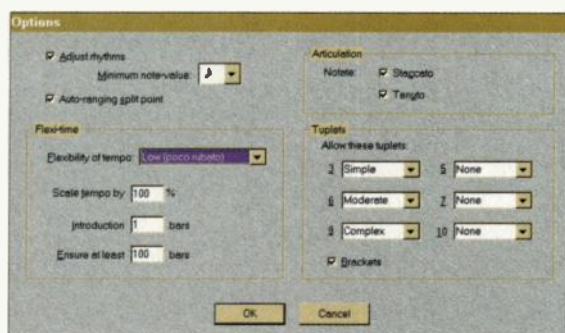 Options
Adjust rhythms
Minimum note-value:
Auto-ranging split point
Articulation
Notate: Staccato
Tenuto
Flexi-time
Flexibility of tempo: Low (poco rubato)
Scale tempo by 100 %
Introduction 1 bars
Ensure at least 100 bars
Tuplets
Allow these tuplets:
3 Simple 5 None
6 Moderate 7 None
9 Complex 10 None
Brackets
OK Cancel